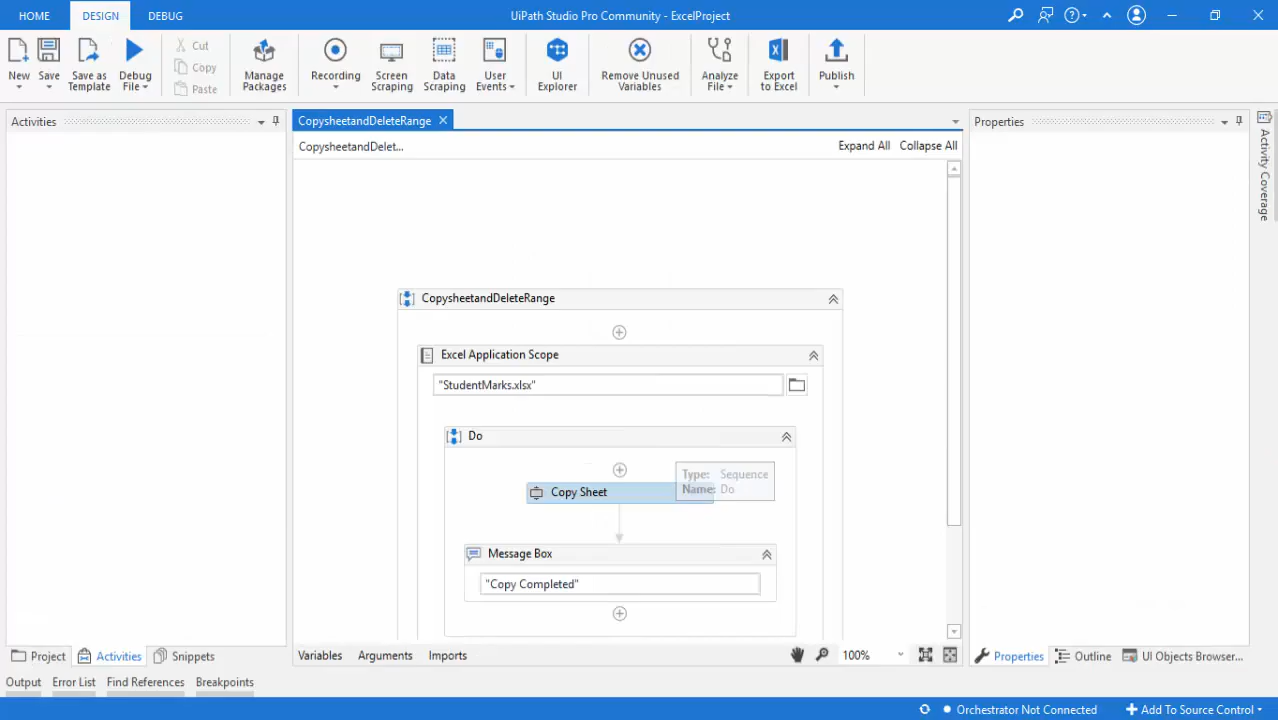 HOME
DESIGN
DEBUG
UiPath Studio Pro Community - ExcelProject
New
Save
Save as Template
Debug File
Cut
Copy
Paste
Manage Packages
Recording
Screen Scraping
Data Scraping
User Events
UI Explorer
Remove Unused Variables
Analyze File
Export to Excel
Publish
Activities
CopysheetandDeleteRange
Properties
CopysheetandDelet...
Expand All
Collapse All
Activity Coverage
CopysheetandDeleteRange
Excel Application Scope
"StudentMarks.xlsx"
Do
Type: Sequence
Name: Do
Copy Sheet
Message Box
"Copy Completed"
Project
Activities
Snippets
Variables
Arguments
Imports
100%
Properties
Outline
UI Objects Browser...
Output
Error List
Find References
Breakpoints
Orchestrator Not Connected
Add To Source Control